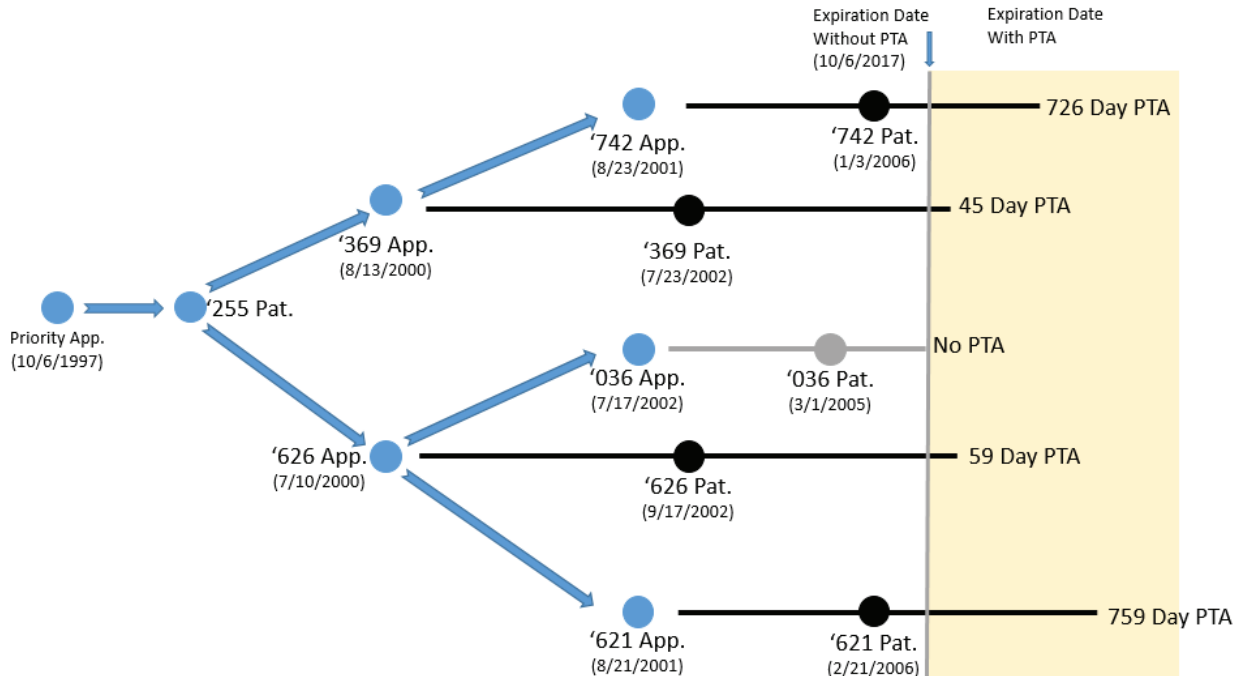 Expiration Date
Without PTA
(10/6/2017)
Expiration Date
With PTA
726 Day PTA
‘742 App.
(8/23/2001)
‘742 Pat.
(1/3/2006)
45 Day PTA
‘369 App.
(8/13/2000)
‘369 Pat.
(7/23/2002)
‘255 Pat.
Priority App.
(10/6/1997)
No PTA
‘036 App.
(7/17/2002)
‘036 Pat.
(3/1/2005)
‘626 App.
(7/10/2000)
59 Day PTA
‘626 Pat.
(9/17/2002)
759 Day PTA
‘621 App.
(8/21/2001)
‘621 Pat.
(2/21/2006)